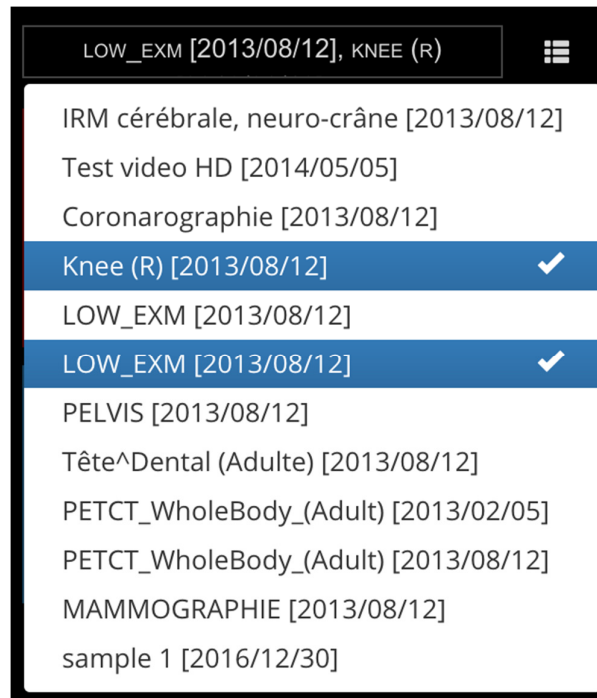 LOW_EXM [2013/08/12], KNEE (R)
IRM cérébrale, neuro-crâne [2013/08/12]
Test video HD [2014/05/05]
Coronarographie [2013/08/12]
Knee (R) [2013/08/12]
LOW_EXM [2013/08/12]
LOW_EXM [2013/08/12]
PELVIS [2013/08/12]
Tête^Dental (Adulte) [2013/08/12]
PETCT_WholeBody_(Adult) [2013/02/05]
PETCT_WholeBody_(Adult) [2013/08/12]
MAMMOGRAPHIE [2013/08/12]
sample 1 [2016/12/30]